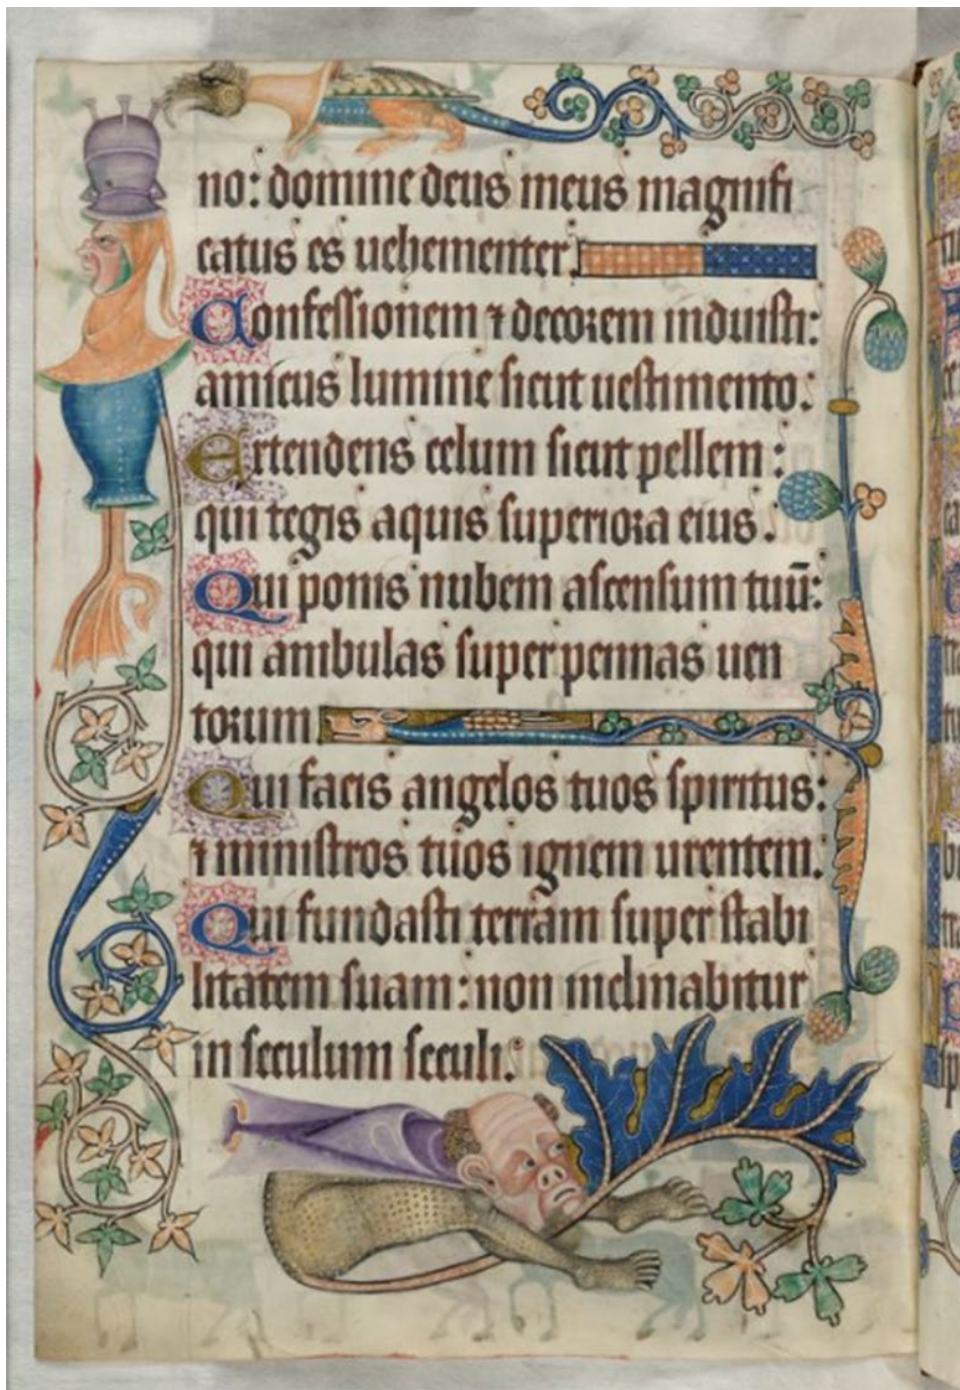 no: domine deus meus magnifi
catus es uehementer.
Confessionem ⁊ decorem induisti:
amictus lumine sicut uestimento.
Extendens celum sicut pellem:
qui tegis aquis superiora eius.
Qui ponis nubem ascensum tuū:
qui ambulas super pennas uen
torum
Qui facis angelos tuos spiritus:
⁊ ministros tuos ignem urentem.
Qui fundasti terram super stabi
litatem suam: non inclinabitur
in seculum seculi.